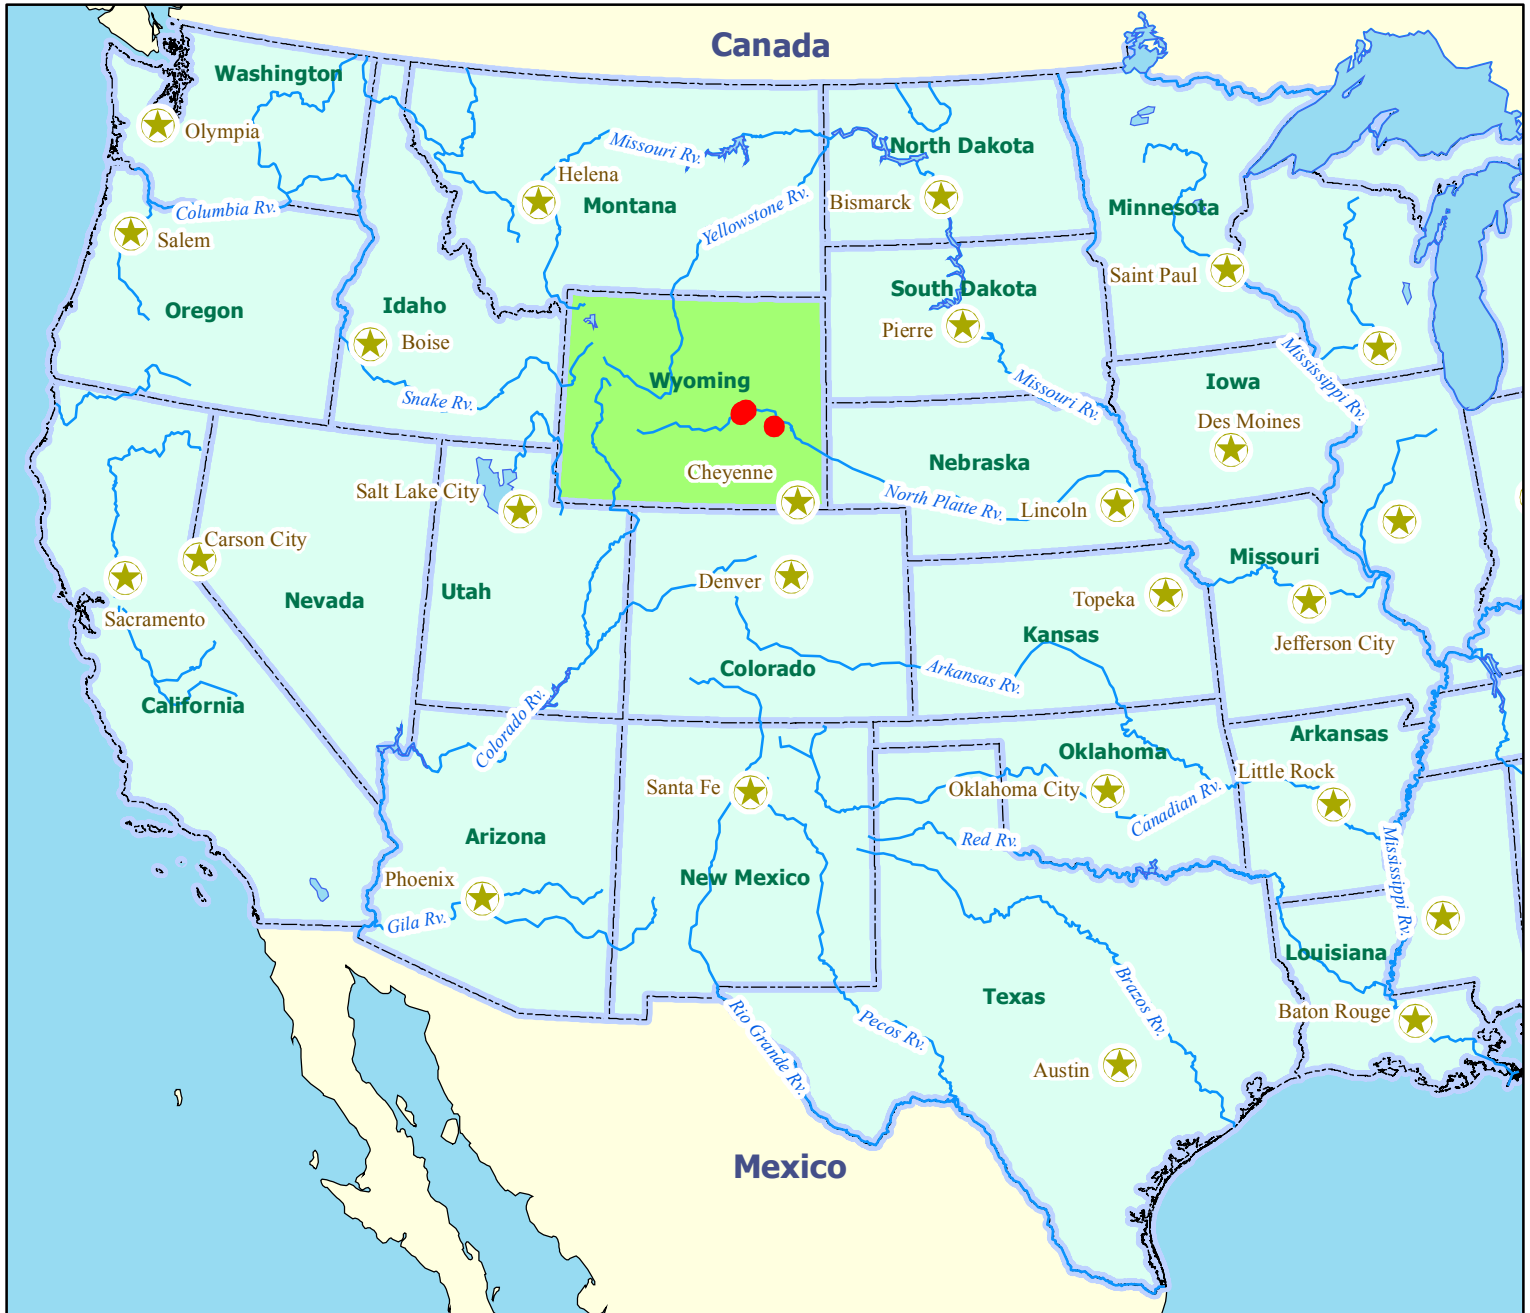 Canada
Washington
Olympia
Missouri Rv.
North Dakota
Helena
Montana
Bismarck
Yellowstone Rv.
Minnesota
Columbia Rv.
Salem
Saint Paul
South Dakota
Oregon
Idaho
Pierre
Boise
Mississippi Rv.
Wyoming
Iowa
Snake Rv.
Missouri Rv.
Des Moines
Nebraska
Cheyenne
Salt Lake City
North Platte Rv.
Lincoln
Carson City
Missouri
Denver
Utah
Nevada
Topeka
Sacramento
Kansas
Jefferson City
Colorado
Arkansas Rv.
California
Colorado Rv.
Arkansas
Oklahoma
Little Rock
Santa Fe
Oklahoma City
Canadian Rv.
Arizona
Red Rv.
Mississippi Rv.
Phoenix
New Mexico
Gila Rv.
Louisiana
Texas
Brazos Rv.
Baton Rouge
Rio Grande Rv.
Pecos Rv.
Austin
Mexico